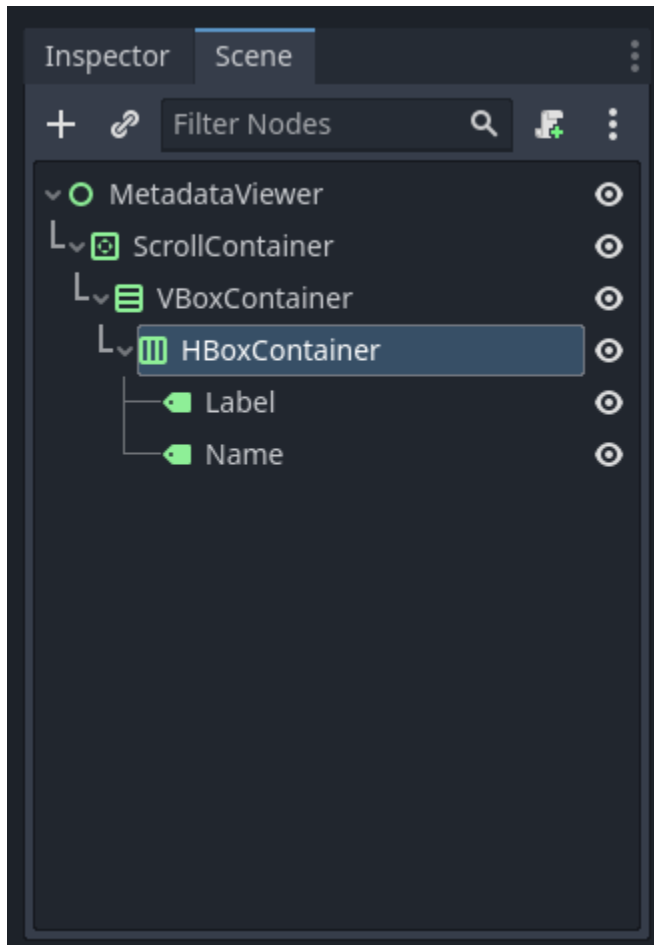 Inspector Scene
Filter Nodes
MetadataViewer
ScrollContainer
VBoxContainer
HBoxContainer
Label
Name